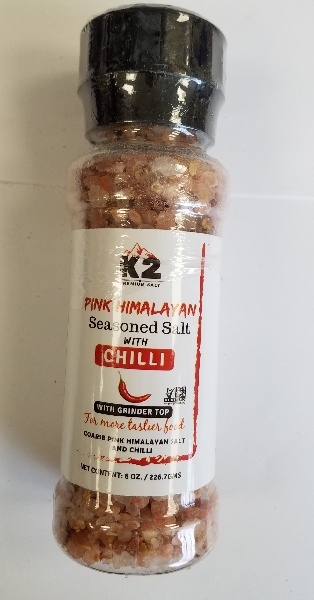 K2
PREMIUM SALT
PINK HIMALAYAN
Seasoned Salt
WITH
CHILLI
WITH GRINDER TOP
For more tastier food
COARSE PINK HIMALAYAN SALT
AND CHILLI
NET CONTENT: 8 OZ. / 226.7GMS